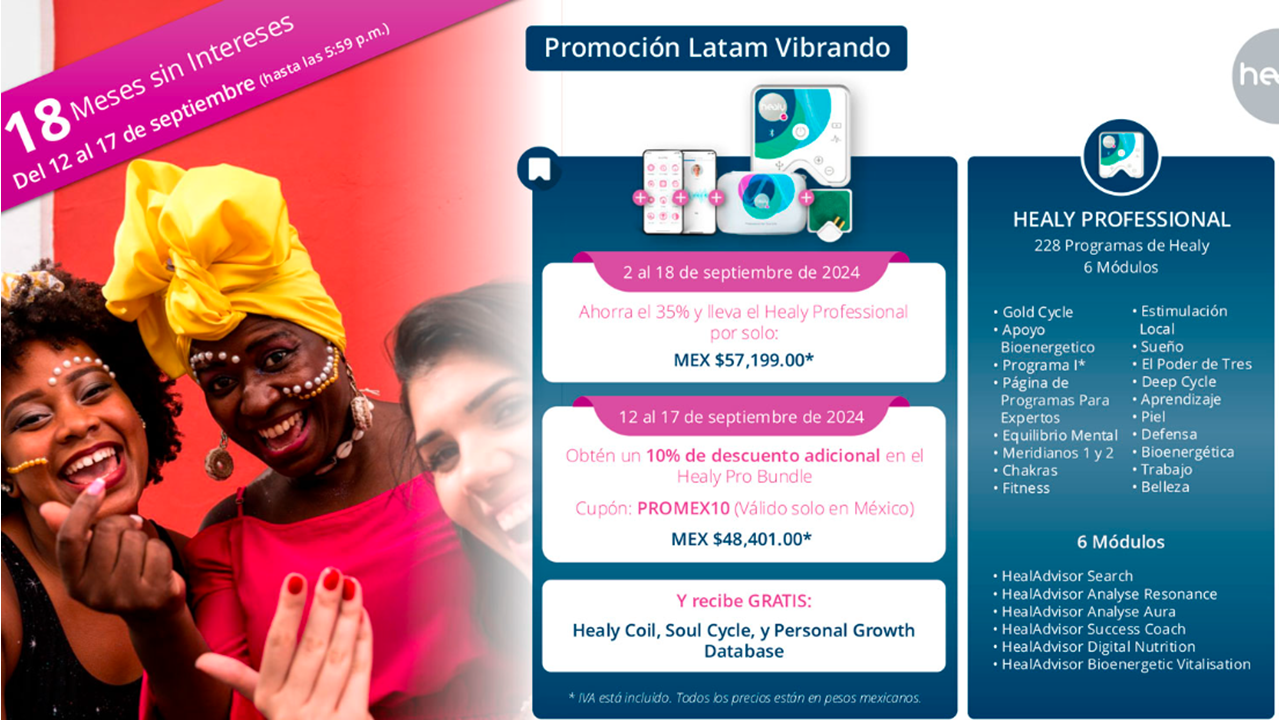 18 Meses sin Intereses
Del 12 al 17 de septiembre (hasta las 5:59 p.m.)
Promoción Latam Vibrando
he
healy
2 al 18 de septiembre de 2024
Ahorra el 35% y lleva el Healy Professional
por solo:
MEX $57,199.00*
12 al 17 de septiembre de 2024
Obtén un 10% de descuento adicional en el
Healy Pro Bundle
Cupón: PROMEX10 (Válido solo en México)
MEX $48,401.00*
Y recibe GRATIS:
Healy Coil, Soul Cycle, y Personal Growth
Database
* IVA está incluido. Todos los precios están en pesos mexicanos.
HEALY PROFESSIONAL
228 Programas de Healy
6 Módulos
• Gold Cycle
• Apoyo
Bioenergetico
• Programa I*
• Página de
Programas Para
Expertos
• Equilibrio Mental
• Meridianos 1 y 2
• Chakras
• Fitness
• Estimulación
Local
• Sueño
• El Poder de Tres
• Deep Cycle
• Aprendizaje
• Piel
• Defensa
• Bioenergética
• Trabajo
• Belleza
6 Módulos
• HealAdvisor Search
• HealAdvisor Analyse Resonance
• HealAdvisor Analyse Aura
• HealAdvisor Success Coach
• HealAdvisor Digital Nutrition
• HealAdvisor Bioenergetic Vitalisation